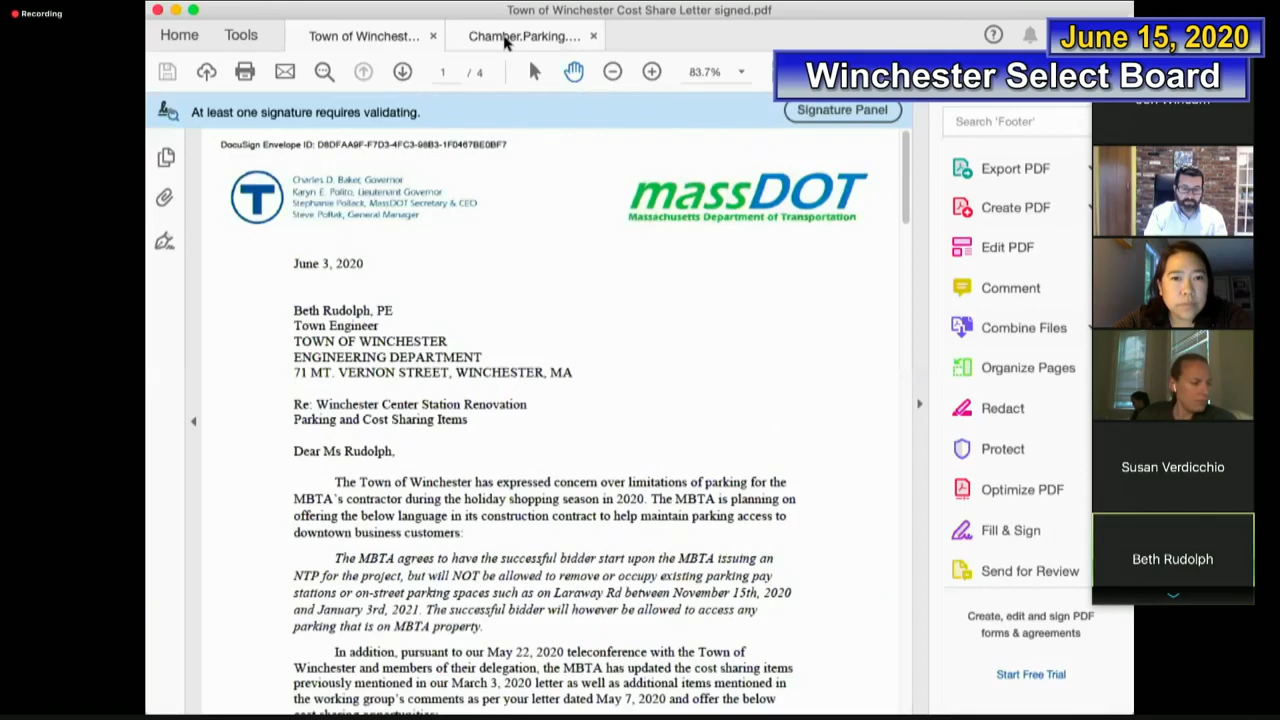 Recording
Town of Winchester Cost Share Letter signed.pdf
Home
Tools
Town of Winchest...
Chamber.Parking....
June 15, 2020
Winchester Select Board
1 / 4
83.7%
At least one signature requires validating.
Signature Panel
DocuSign Envelope ID: D8DFAA9F-F7D3-4FC3-98B3-1F0467BE0BF7
T
Charles D. Baker, Governor
Karyn E. Polito, Lieutenant Governor
Stephanie Pollack, MassDOT Secretary & CEO
Steve Poftak, General Manager
massDOT
Massachusetts Department of Transportation
June 3, 2020
Beth Rudolph, PE
Town Engineer
TOWN OF WINCHESTER
ENGINEERING DEPARTMENT
71 MT. VERNON STREET, WINCHESTER, MA
Re: Winchester Center Station Renovation
Parking and Cost Sharing Items
Dear Ms Rudolph,
The Town of Winchester has expressed concern over limitations of parking for the
MBTA's contractor during the holiday shopping season in 2020. The MBTA is planning on
offering the below language in its construction contract to help maintain parking access to
downtown business customers:
The MBTA agrees to have the successful bidder start upon the MBTA issuing an
NTP for the project, but will NOT be allowed to remove or occupy existing parking pay
stations or on-street parking spaces such as on Laraway Rd between November 15th, 2020
and January 3rd, 2021. The successful bidder will however be allowed to access any
parking that is on MBTA property.
In addition, pursuant to our May 22, 2020 teleconference with the Town of
Winchester and members of their delegation, the MBTA has updated the cost sharing items
previously mentioned in our March 3, 2020 letter as well as additional items mentioned in
the working group's comments as per your letter dated May 7, 2020 and offer the below
cost sharing opportunities:
Search 'Footer'
Export PDF
Create PDF
Edit PDF
Comment
Combine Files
Organize Pages
Redact
Protect
Optimize PDF
Fill & Sign
Send for Review
Create, edit and sign PDF
forms & agreements
Start Free Trial
Susan Verdicchio
Beth Rudolph